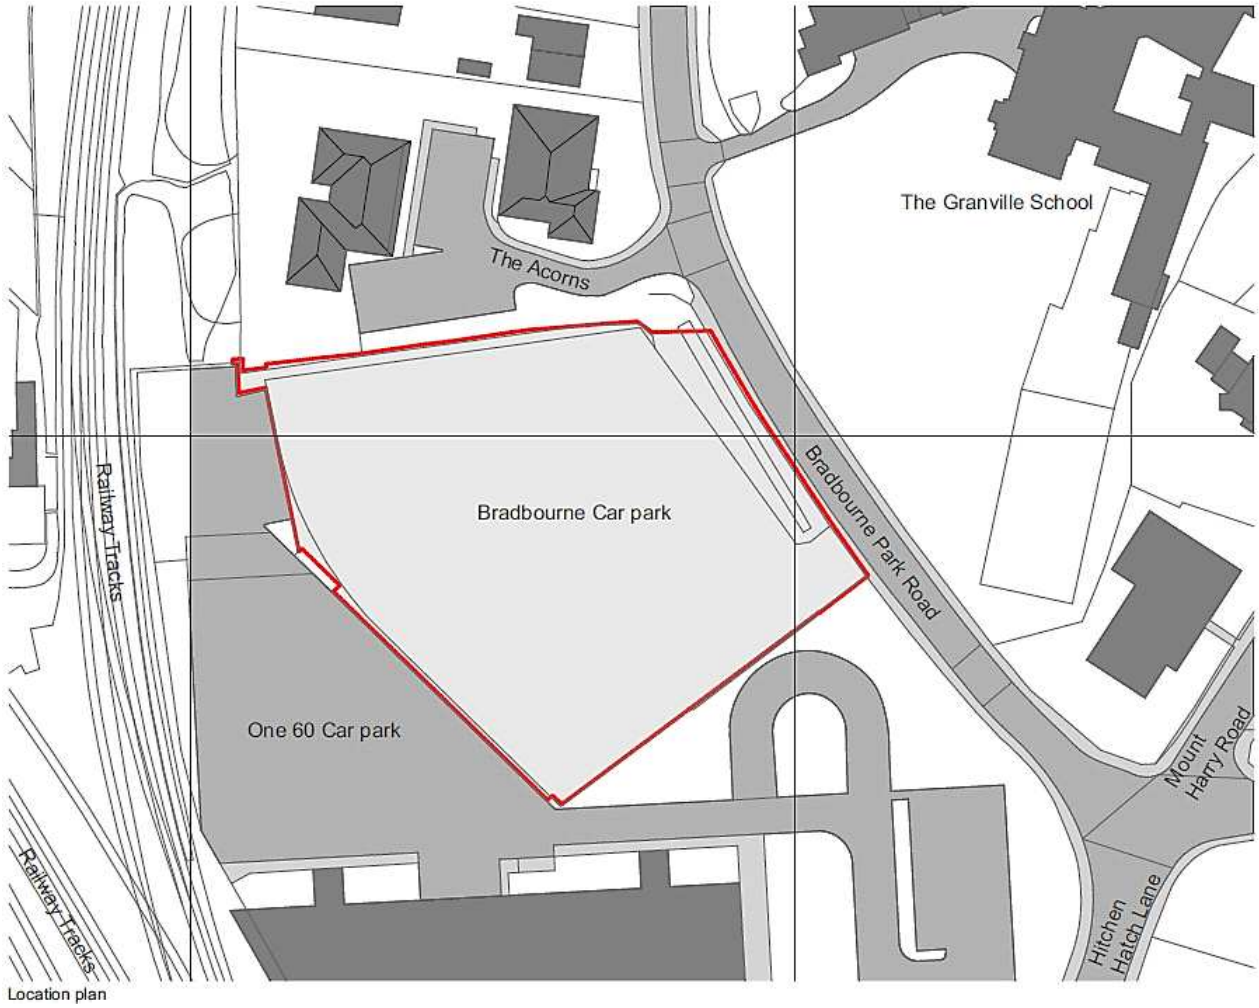 The Granville School
The Acorns
Railway Tracks
Bradbourne Car park
Bradbourne Park Road
One 60 Car park
Mount
Harry Road
Railway Tracks
Hitchen
Hatch Lane
Location plan